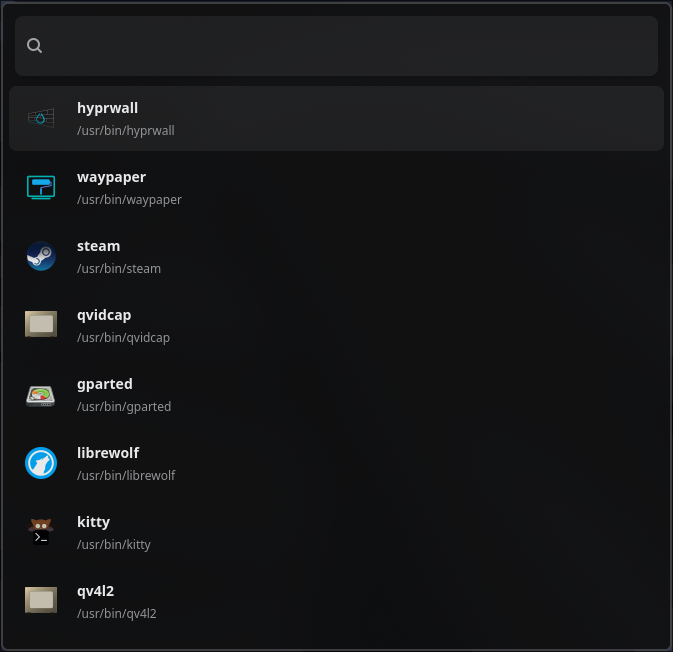 hyprwall
/usr/bin/hyprwall
waypaper
/usr/bin/waypaper
steam
/usr/bin/steam
qvidcap
/usr/bin/qvidcap
gparted
/usr/bin/gparted
librewolf
/usr/bin/librewolf
kitty
/usr/bin/kitty
qv4l2
/usr/bin/qv4l2